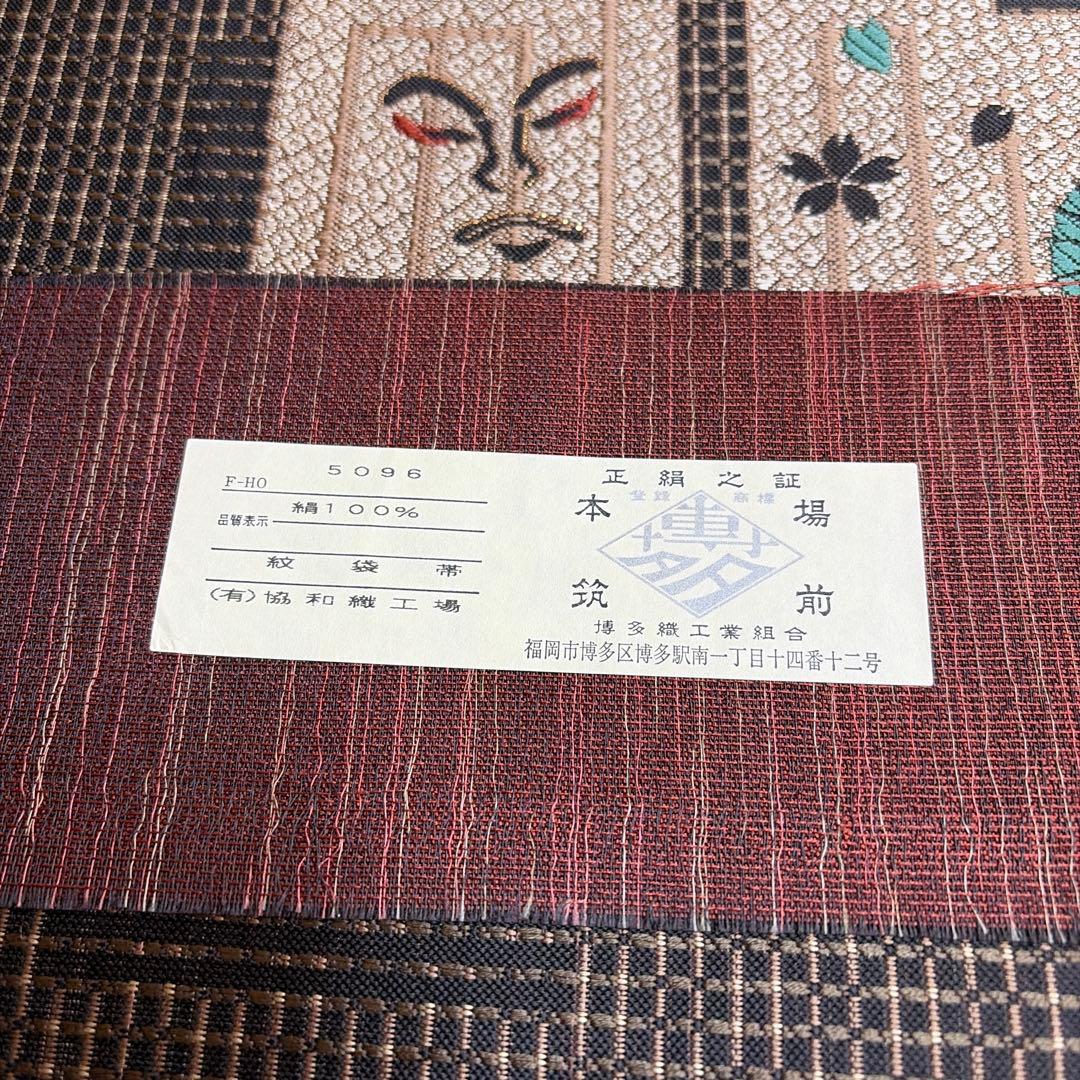 5096
F-HO
絹100%
品質表示
紋袋帯
(有)協和織工場
正絹之証
登録 商標
本場
博多
筑前
博多織工業組合
福岡市博多区博多駅南一丁目十四番十二号